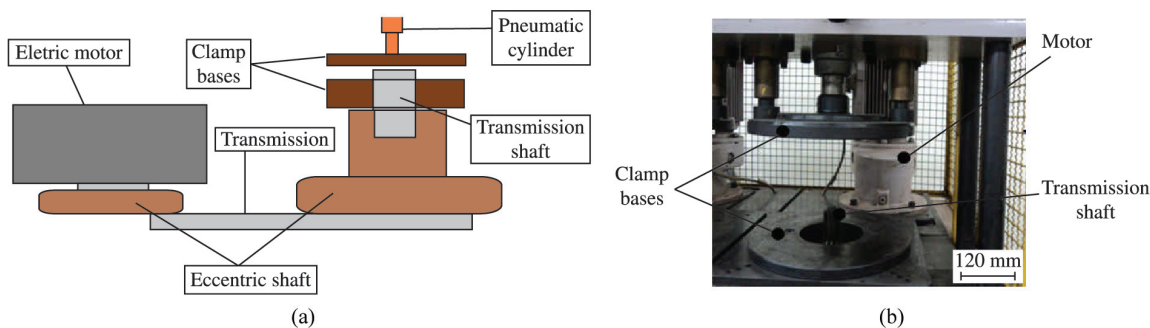 Eletric motor
Clamp
bases
Pneumatic
cylinder
Transmission
Transmission
shaft
Eccentric shaft
(a)
Motor
Clamp
bases
Transmission
shaft
120 mm
(b)